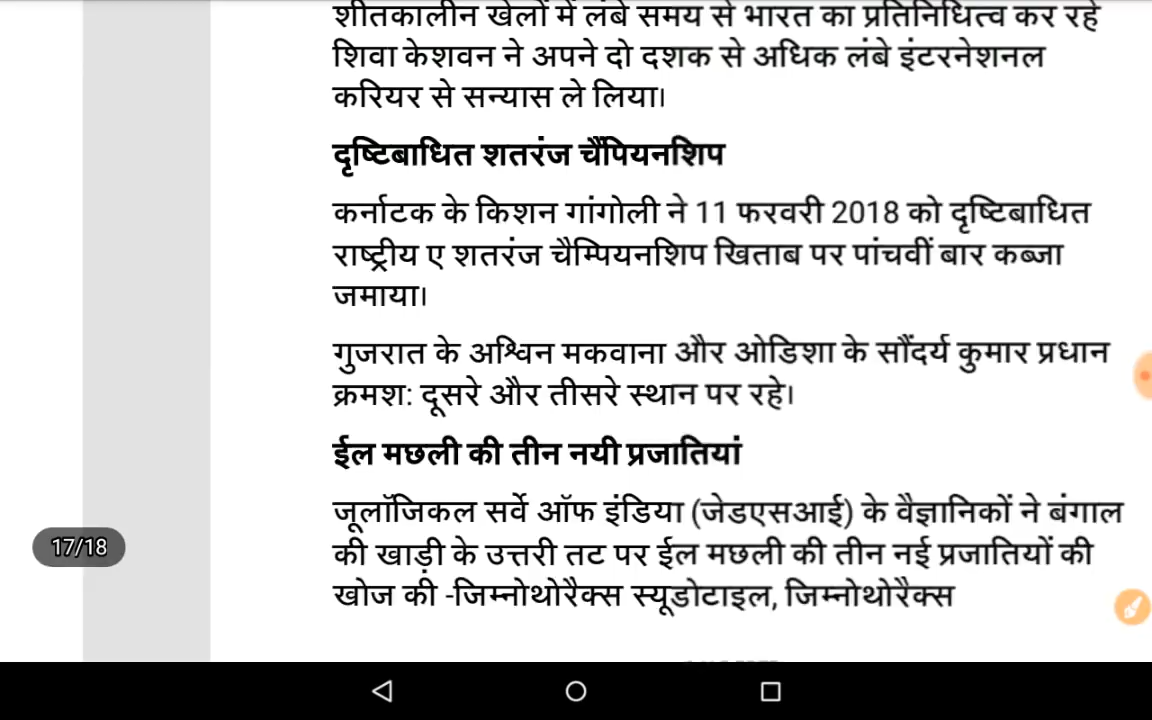 शीतकालीन खेलों में लंबे समय से भारत का प्रतिनिधित्व कर रहे
शिवा केशवन ने अपने दो दशक से अधिक लंबे इंटरनेशनल
करियर से सन्यास ले लिया।
दृष्टिबाधित शतरंज चैंपियनशिप
कर्नाटक के किशन गांगोली ने 11 फरवरी 2018 को दृष्टिबाधित
राष्ट्रीय ए शतरंज चैम्पियनशिप खिताब पर पांचवीं बार कब्जा
जमाया।
गुजरात के अश्विन मकवाना और ओडिशा के सौंदर्य कुमार प्रधान
क्रमश: दूसरे और तीसरे स्थान पर रहे।
ईल मछली की तीन नयी प्रजातियां
जूलॉजिकल सर्वे ऑफ इंडिया (जेडएसआई) के वैज्ञानिकों ने बंगाल
17/18
की खाड़ी के उत्तरी तट पर ईल मछली की तीन नई प्रजातियों की
खोज की -जिम्नोथोरैक्स स्यूडोटाइल, जिम्नोथोरैक्स